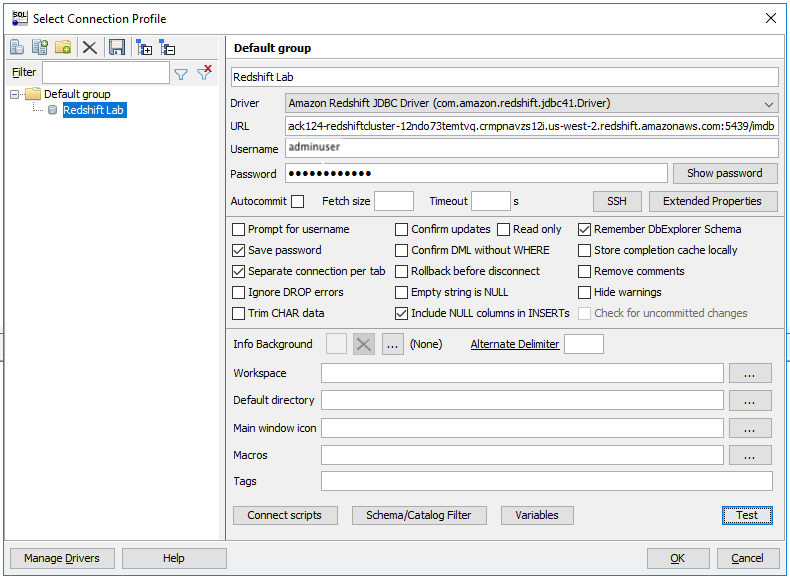 SQL Select Connection Profile
Default group
Filter
Default group
Redshift Lab
Redshift Lab
Driver Amazon Redshift JDBC Driver (com.amazon.redshift.jdbc41.Driver)
URL ack124-redshiftcluster-12ndo73temtvq.crmpnavzs12i.us-west-2.redshift.amazonaws.com:5439/imdb
Username adminuser
Password ●●●●●●●●●●●● Show password
Autocommit Fetch size Timeout s SSH Extended Properties
Prompt for username Confirm updates Read only Remember DbExplorer Schema
Save password Confirm DML without WHERE Store completion cache locally
Separate connection per tab Rollback before disconnect Remove comments
Ignore DROP errors Empty string is NULL Hide warnings
Trim CHAR data Include NULL columns in INSERTs Check for uncommitted changes
Info Background ... (None) Alternate Delimiter
Workspace ...
Default directory ...
Main window icon ...
Macros ...
Tags
Connect scripts Schema/Catalog Filter Variables Test
Manage Drivers Help OK Cancel